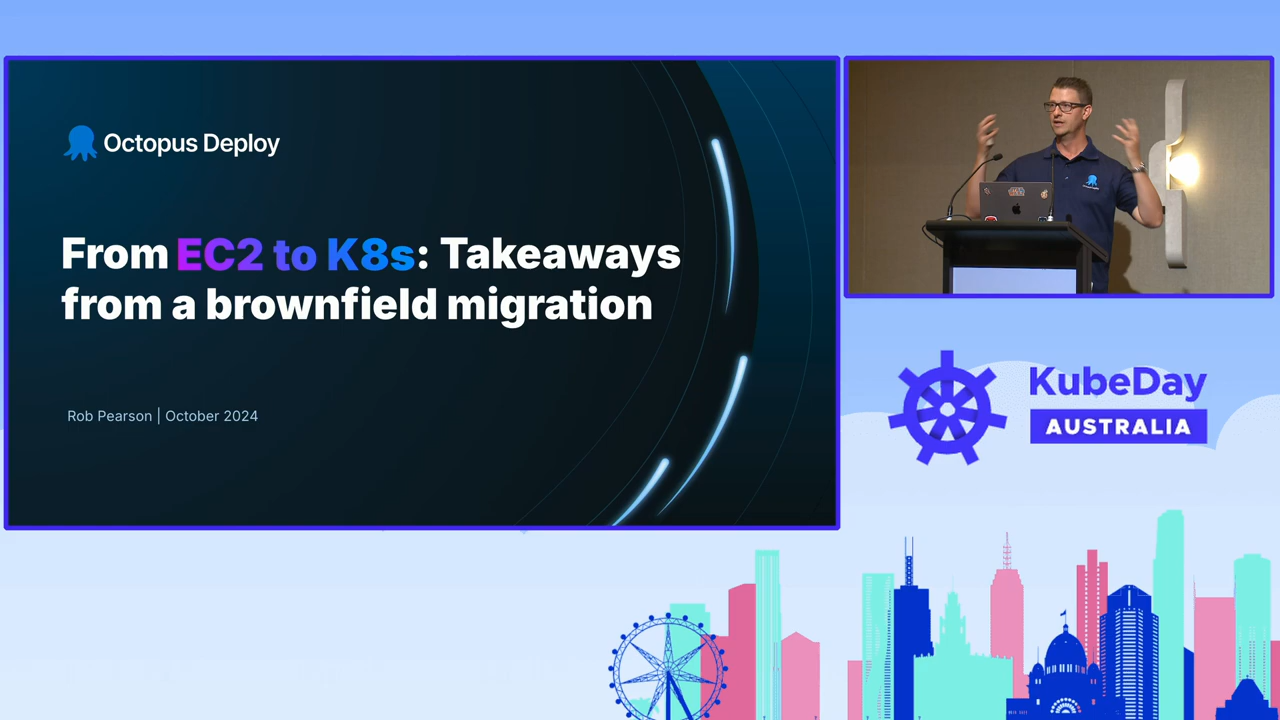 Octopus Deploy
From EC2 to K8s: Takeaways
from a brownfield migration
Rob Pearson | October 2024
KubeDay
AUSTRALIA